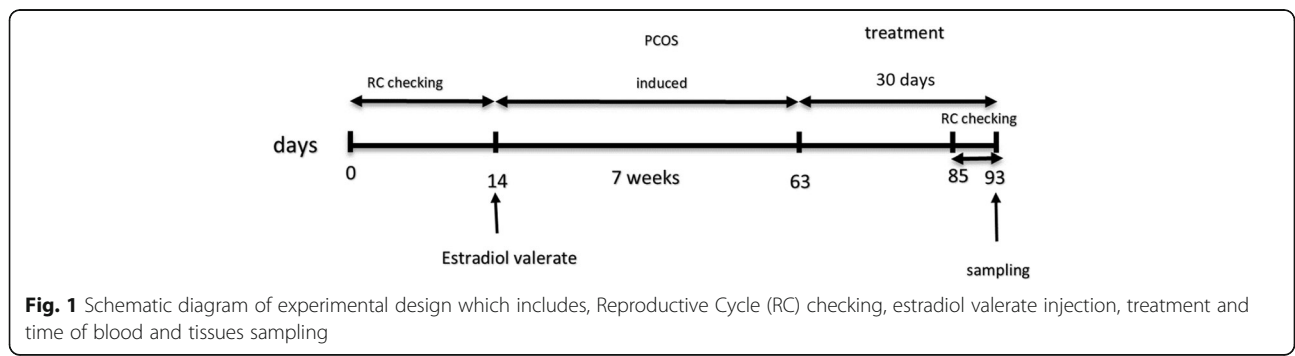 PCOS
treatment
RC checking
induced
30 days
RC checking
days
0
14
7 weeks
63
85
93
Estradiol valerate
sampling
Fig. 1 Schematic diagram of experimental design which includes, Reproductive Cycle (RC) checking, estradiol valerate injection, treatment and
time of blood and tissues sampling